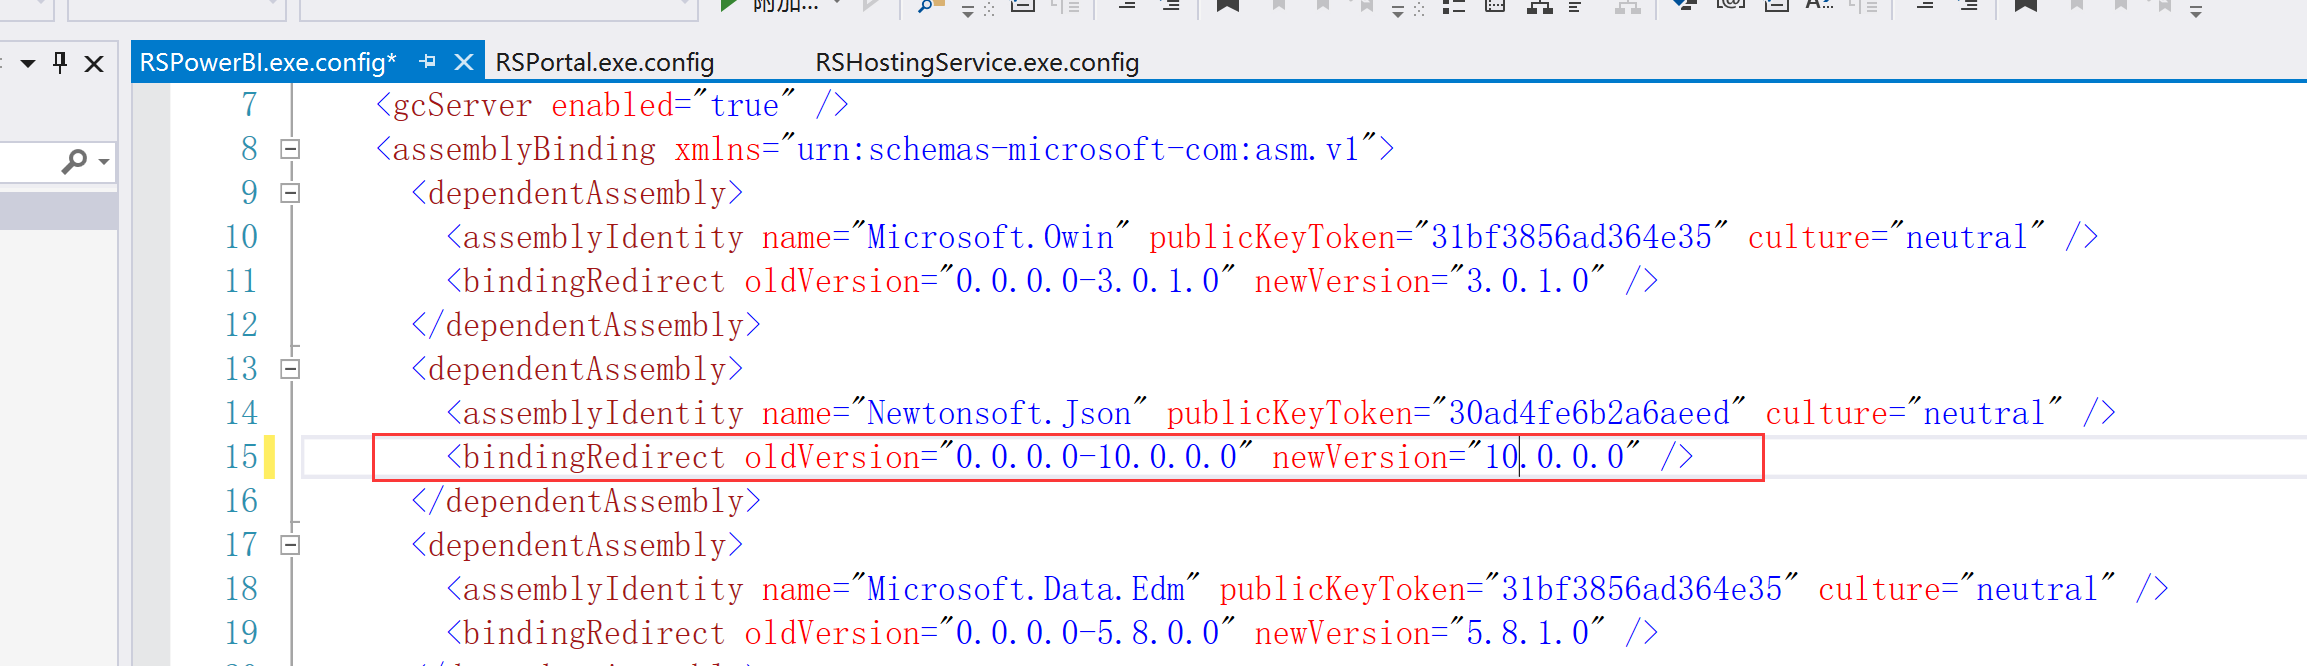 附加...
RSPowerBI.exe.config*
RSPortal.exe.config
RSHostingService.exe.config
7 <gcServer enabled="true" />
8 <assemblyBinding xmlns="urn:schemas-microsoft-com:asm.v1">
9 <dependentAssembly>
10 <assemblyIdentity name="Microsoft.Owin" publicKeyToken="31bf3856ad364e35" culture="neutral" />
11 <bindingRedirect oldVersion="0.0.0.0-3.0.1.0" newVersion="3.0.1.0" />
12 </dependentAssembly>
13 <dependentAssembly>
14 <assemblyIdentity name="Newtonsoft.Json" publicKeyToken="30ad4fe6b2a6aeed" culture="neutral" />
15 <bindingRedirect oldVersion="0.0.0.0-10.0.0.0" newVersion="10.0.0.0" />
16 </dependentAssembly>
17 <dependentAssembly>
18 <assemblyIdentity name="Microsoft.Data.Edm" publicKeyToken="31bf3856ad364e35" culture="neutral" />
19 <bindingRedirect oldVersion="0.0.0.0-5.8.0.0" newVersion="5.8.1.0" />